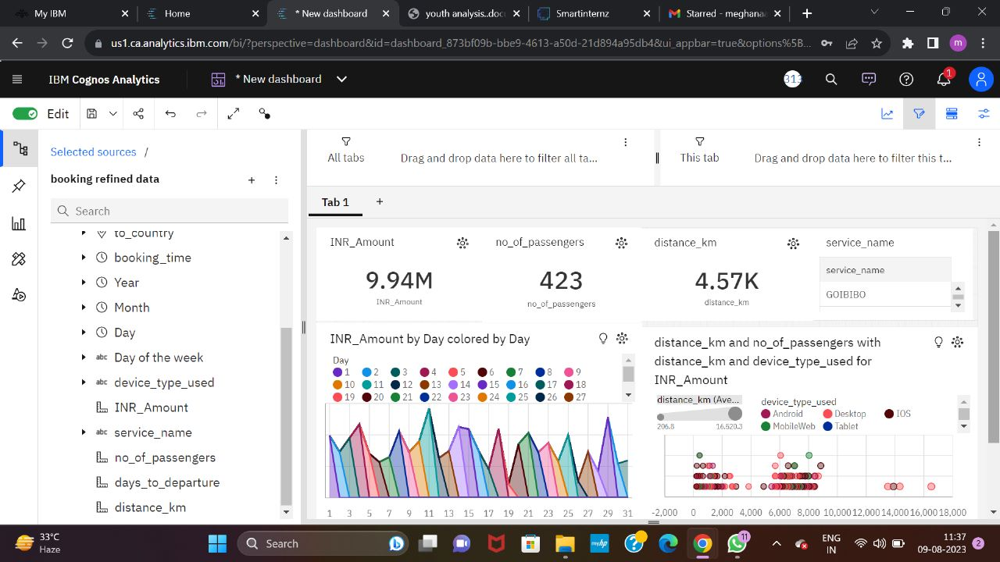 My IBM
Home
* New dashboard
youth analysis.doc
Smartinternz
Starred - meghana
us1.ca.analytics.ibm.com/bi/?perspective=dashboard&id=dashboard_873bf09b-bbe9-4613-a50d-21d894a95db4&ui_appbar=true&options%5B...
m
IBM Cognos Analytics
* New dashboard
313
1
Edit
Selected sources /
booking refined data
Search
to_country
booking_time
Year
Month
Day
abc Day of the week
abc device_type_used
INR_Amount
abc service_name
no_of_passengers
days_to_departure
distance_km
All tabs
Drag and drop data here to filter all ta...
This tab
Drag and drop data here to filter this t...
Tab 1
INR_Amount
9.94M
INR_Amount
no_of_passengers
423
no_of_passengers
distance_km
4.57K
distance_km
service_name
service_name
GOIBIBO
INR_Amount by Day colored by Day
Day
1 2 3 4 5 6 7 8 9
10 11 12 13 14 15 16 17 18
19 20 21 22 23 24 25 26 27
1 3 5 7 9 11 13 15 17 19 21 23 25 27 29 31
distance_km and no_of_passengers with
distance_km and device_type_used for
INR_Amount
distance_km (Ave...
206.8 16,520.3
device_type_used
Android Desktop IOS
MobileWeb Tablet
-2,000 0 2,000 4,000 6,000 8,000 10,000 12,000 14,000 16,000 18,000
33°C
Haze
Search
myhp
11
ENG
IN
11:37
09-08-2023
2